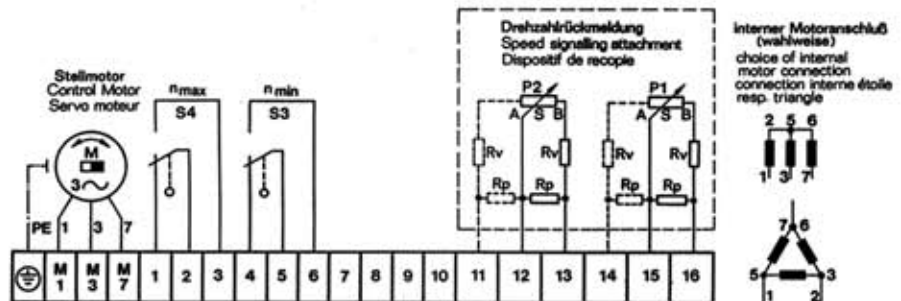 Drehzahlrückmeldung
Speed signalling attachment
Dispositif de recopie
interner Motoranschluß
(wahlweise)
choice of internal
motor connection
connection interne étoile
resp. triangle
Stellmotor
Control Motor
Servo moteur
n max
S4
n min
S3
P2
A S B
P1
A S B
2 5 6
1 3 7
M
3
Rv
Rv
Rv
Rv
Rp
Rp
Rp
Rp
PE
1
3
7
7 6
5
3
1
2
M 1
M 3
M 7
1 2 3 4 5 6 7 8 9 10 11 12 13 14 15 16